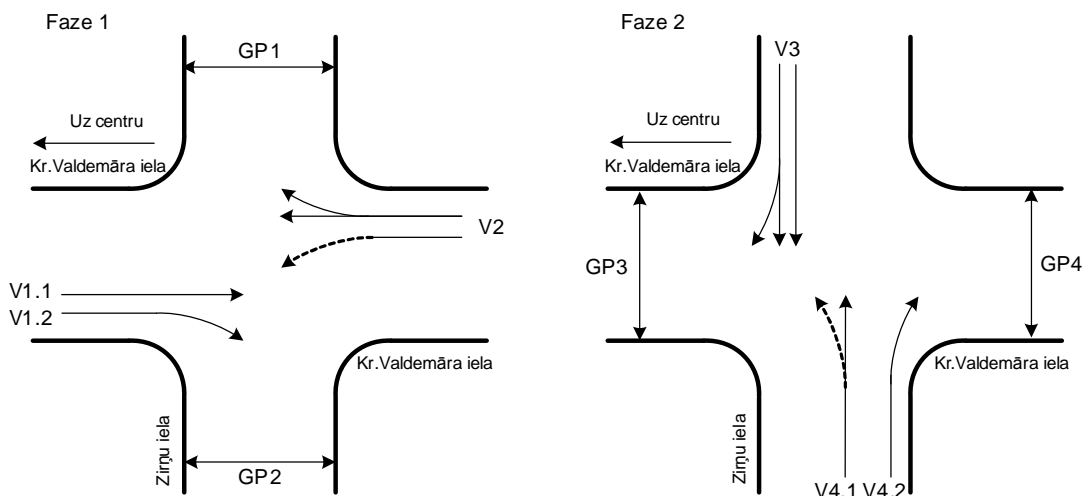 Faze 1
GP1
Uz centru
Kr.Valdemāra iela
V2
V1.1
V1.2
Kr.Valdemāra iela
Zirņu iela
GP2
Faze 2
V3
Uz centru
Kr.Valdemāra iela
GP3
GP4
Kr.Valdemāra iela
Zirņu iela
V4.1
V4.2